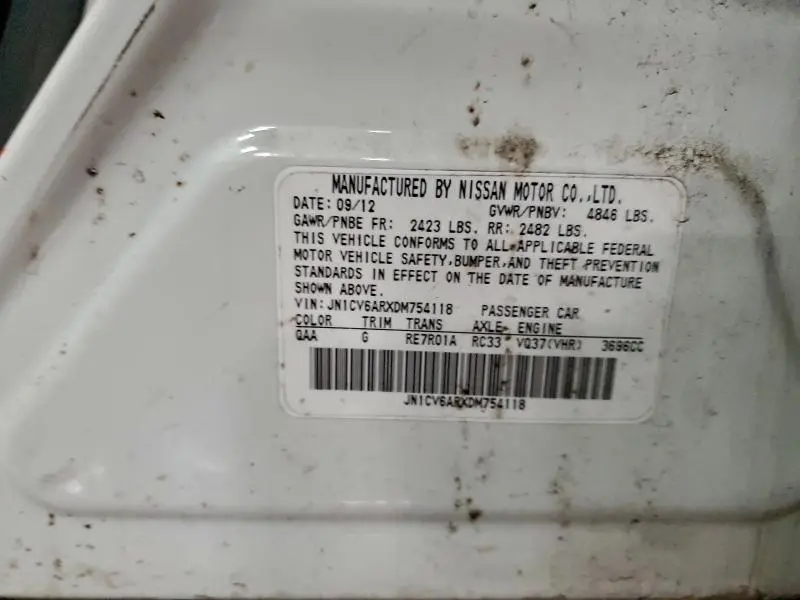 MANUFACTURED BY NISSAN MOTOR CO.,LTD.
DATE: 09/12 GVWR/PNBV: 4846 LBS.
GAWR/PNBE FR: 2423 LBS. RR: 2482 LBS.
THIS VEHICLE CONFORMS TO ALL APPLICABLE FEDERAL
MOTOR VEHICLE SAFETY,BUMPER,AND THEFT PREVENTION
STANDARDS IN EFFECT ON THE DATE OF MANUFACTURE
SHOWN ABOVE.
VIN:JN1CV6ARXDM754118 PASSENGER CAR
COLOR TRIM TRANS AXLE ENGINE
QAA G RE7R01A RC33 VQ37(VHR) 3696CC
JN1CV6ARXDM754118